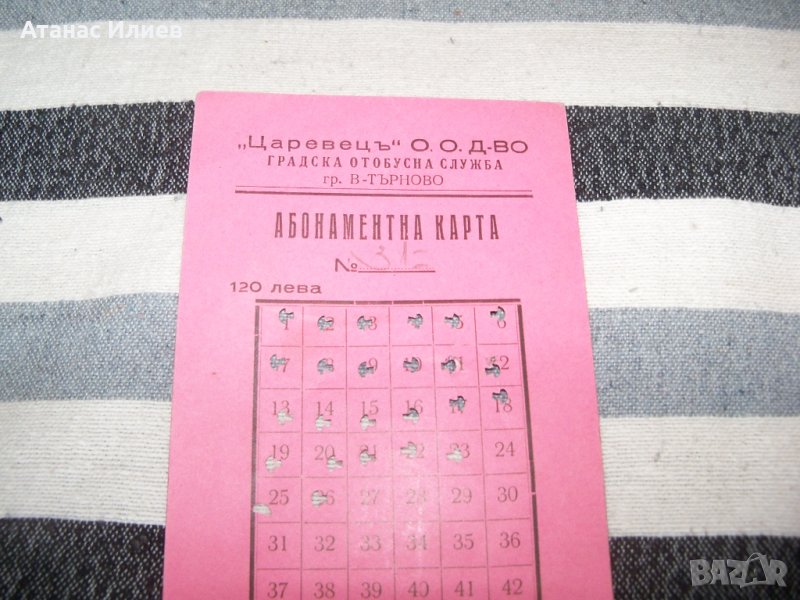 Атанас Илиев
„Царевецъ“ О. О. Д-ВО
ГРАДСКА ОТОБУСНА СЛУЖБА
гр. В-ТЪРНОВО
АБОНАМЕНТНА КАРТА
№ 31
120 лева
1 2 3 4 5 6
7 8 9 10 11 12
13 14 15 16 17 18
19 20 21 22 23 24
25 26 27 28 29 30
31 32 33 34 35 36
37 38 39 40 41 42
BAZAR